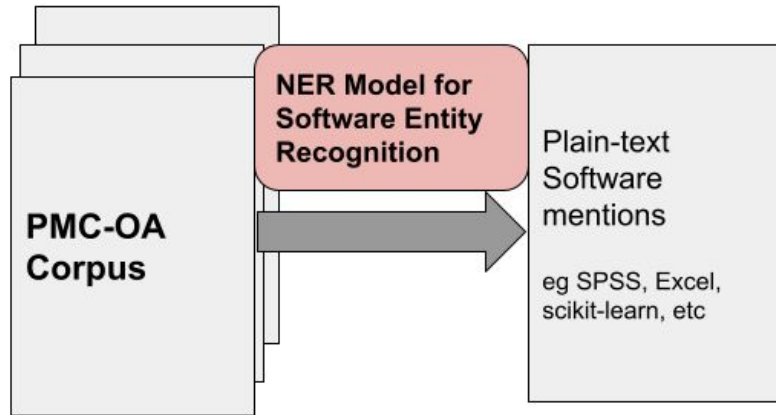 PMC-OA
Corpus
NER Model for
Software Entity
Recognition
Plain-text
Software
mentions
eg SPSS, Excel,
scikit-learn, etc